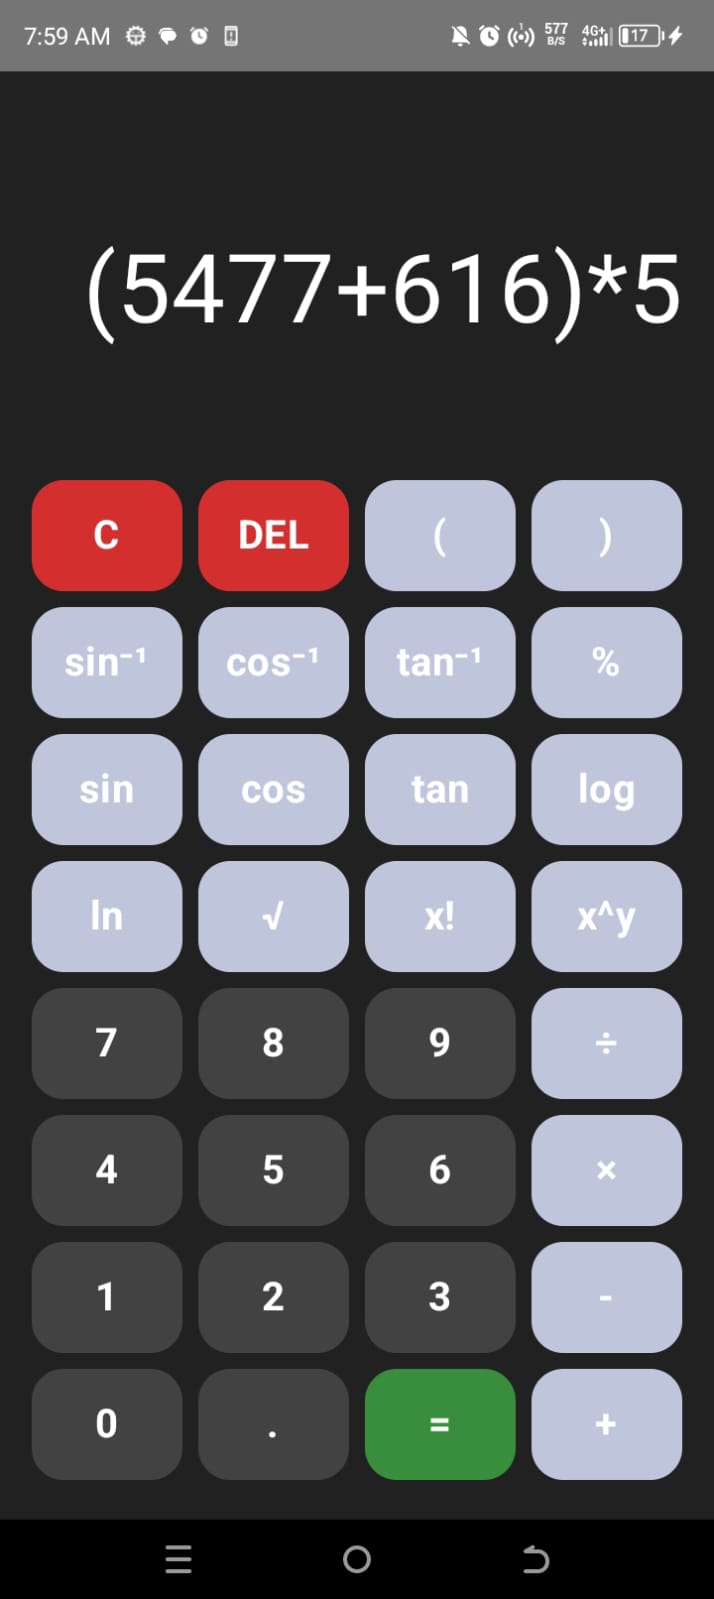 7:59 AM 1 577 B/S 4G+ 17
(5477+616)*5
C DEL ( )
sin⁻¹ cos⁻¹ tan⁻¹ %
sin cos tan log
ln √ x! x^y
7 8 9 ÷
4 5 6 ×
1 2 3 -
0 . = +